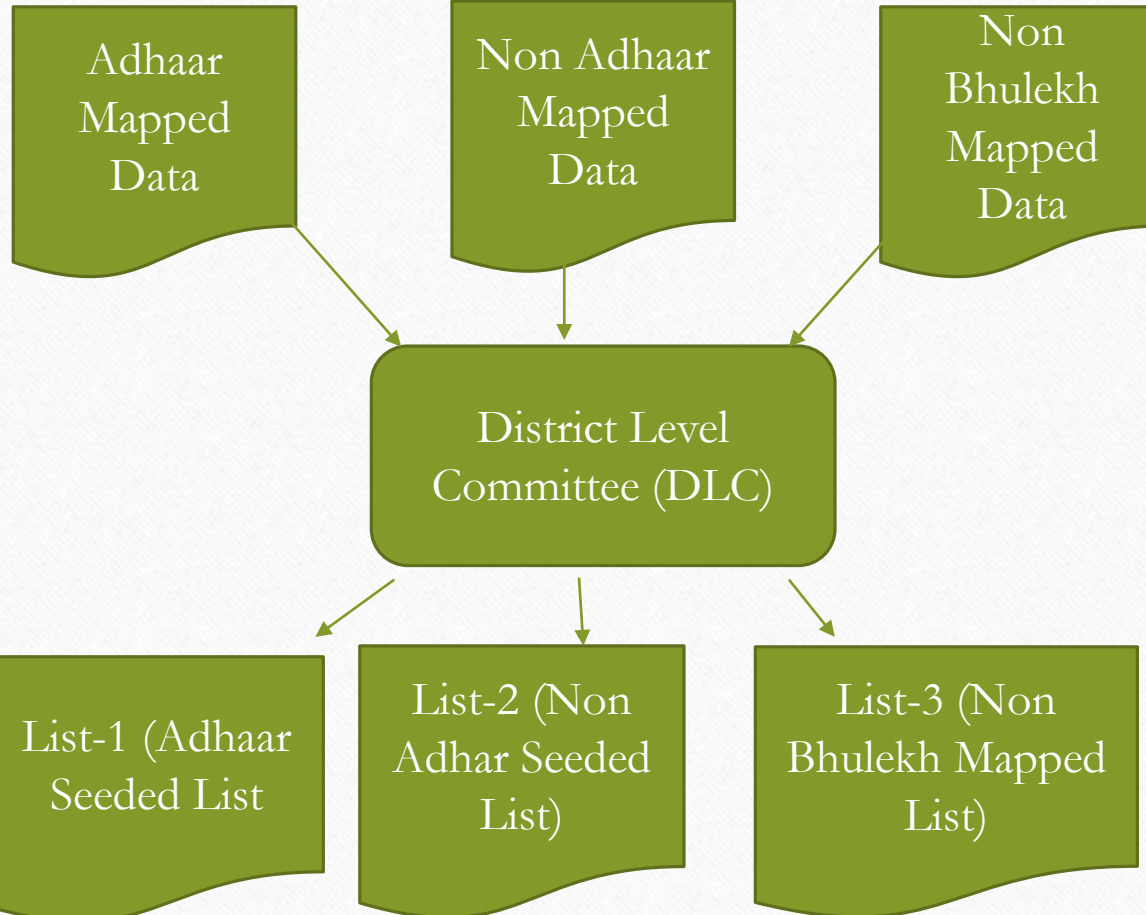 Adhaar
Mapped
Data
Non Adhaar
Mapped
Data
Non
Bhulekh
Mapped
Data
District Level
Committee (DLC)
List-1 (Adhaar
Seeded List
List-2 (Non
Adhar Seeded
List)
List-3 (Non
Bhulekh Mapped
List)